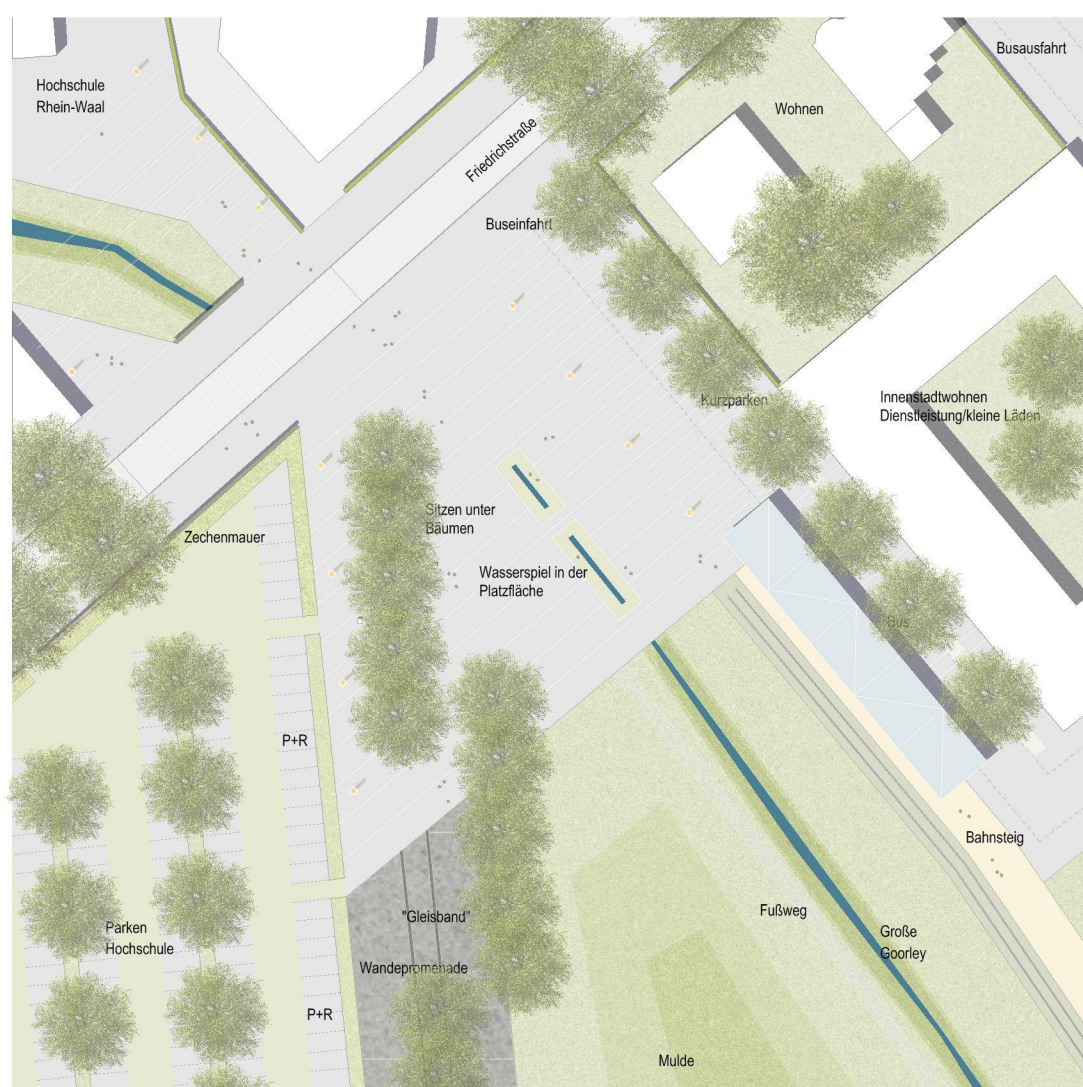 Busausfahrt
Hochschule
Rhein-Waal
Wohnen
Friedrichstraße
Buseinfahrt
Kurzparken
Innenstadtwohnen
Dienstleistung/kleine Läden
Sitzen unter
Bäumen
Zechenmauer
Wasserspiel in der
Platzfläche
Bus
P+R
Bahnsteig
"Gleisband"
Fußweg
Parken
Hochschule
Große
Goorley
Wandepromenade
P+R
Mulde